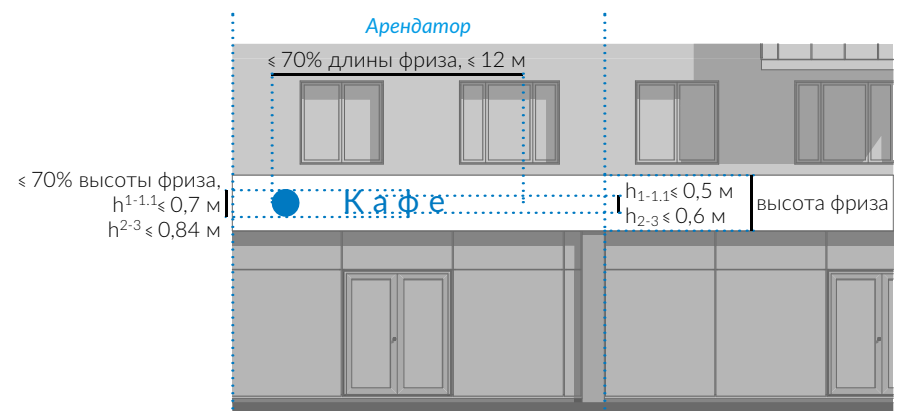 Арендатор
≤ 70% длины фриза, ≤ 12 м
≤ 70% высоты фриза,
h¹⁻¹·¹≤ 0,7 м
h²⁻³ ≤ 0,84 м
Кафе
h₁₋₁.₁≤ 0,5 м
h₂₋₃ ≤ 0,6 м
высота фриза